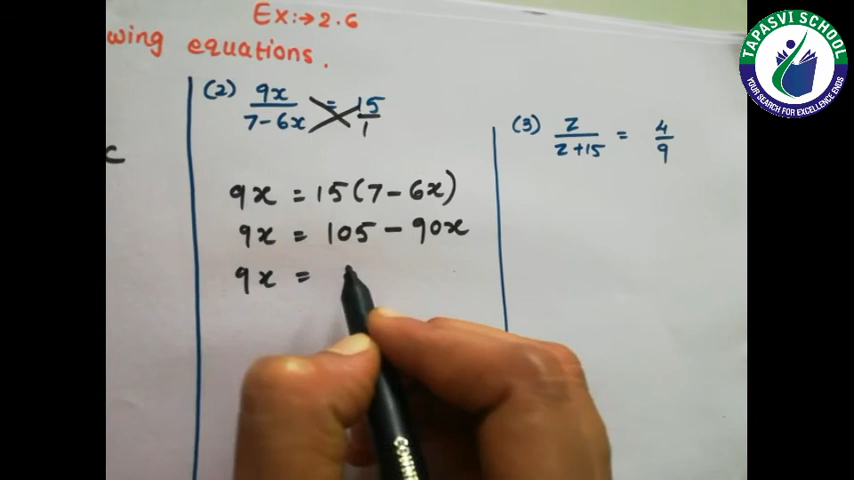 Ex:→2.6
wing equations.
(2) 9x / 7-6x = 15 / 1
9x = 15(7-6x)
9x = 105 - 90x
9x =
(3) z / z+15 = 4 / 9
c
CONN
TAPASVI SCHOOL
YOUR SEARCH FOR EXCELLENCE ENDS